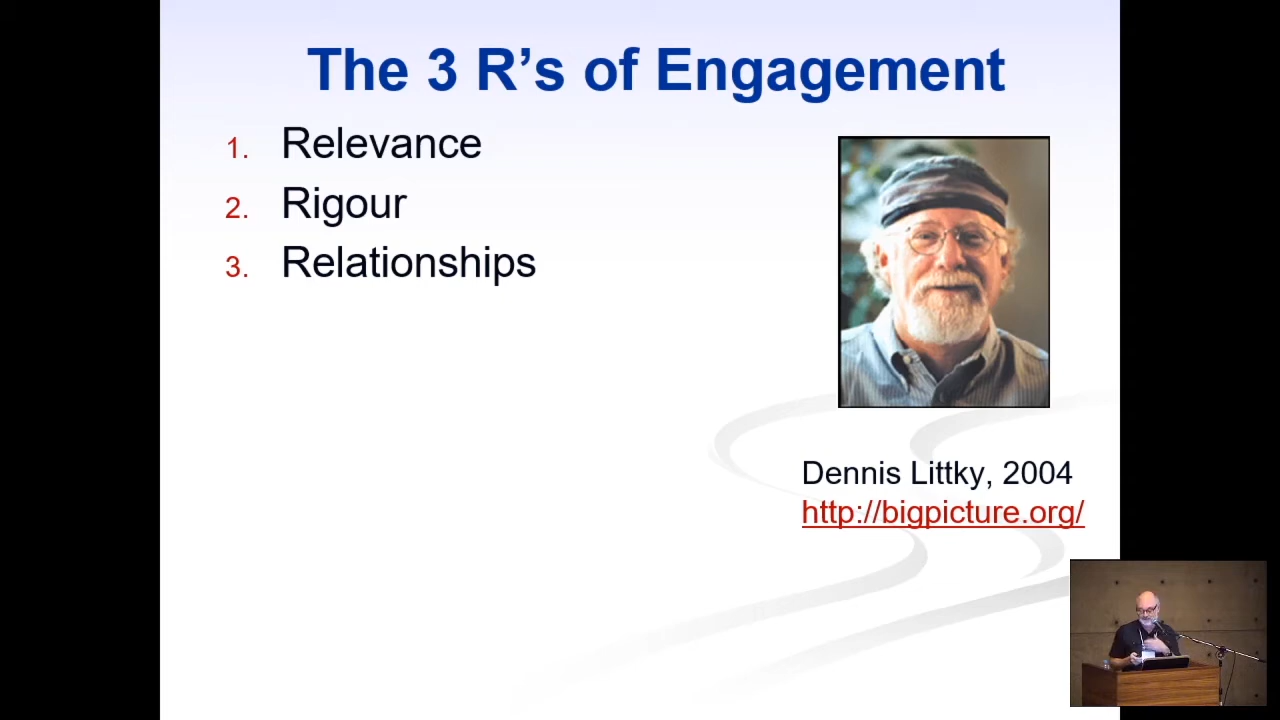 The 3 R's of Engagement
1. Relevance
2. Rigour
3. Relationships
Dennis Littky, 2004
http://bigpicture.org/